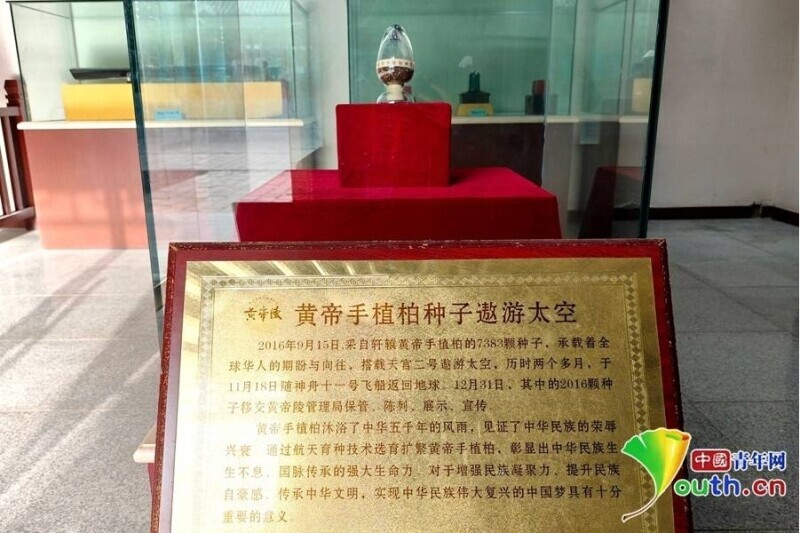 黄帝陵 黄帝手植柏种子遨游太空
2016年9月15日,采自轩辕黄帝手植柏的7383颗种子，承载着全
球华人的期盼与向往，搭载天宫二号遨游太空，历时两个多月，于
11月18日随神舟十一号飞船返回地球。12月31日，其中的2016颗种
子移交黄帝陵管理局保管、陈列、展示、宣传。
黄帝手植柏沐浴了中华五千年的风雨，见证了中华民族的荣辱
兴衰。通过航天育种技术选育扩繁黄帝手植柏，彰显出中华民族生
生不息、国脉传承的强大生命力。对于增强民族凝聚力、提升民族
自豪感、传承中华文明，实现中华民族伟大复兴的中国梦具有十分
重要的意义。
中国青年网
youth.cn